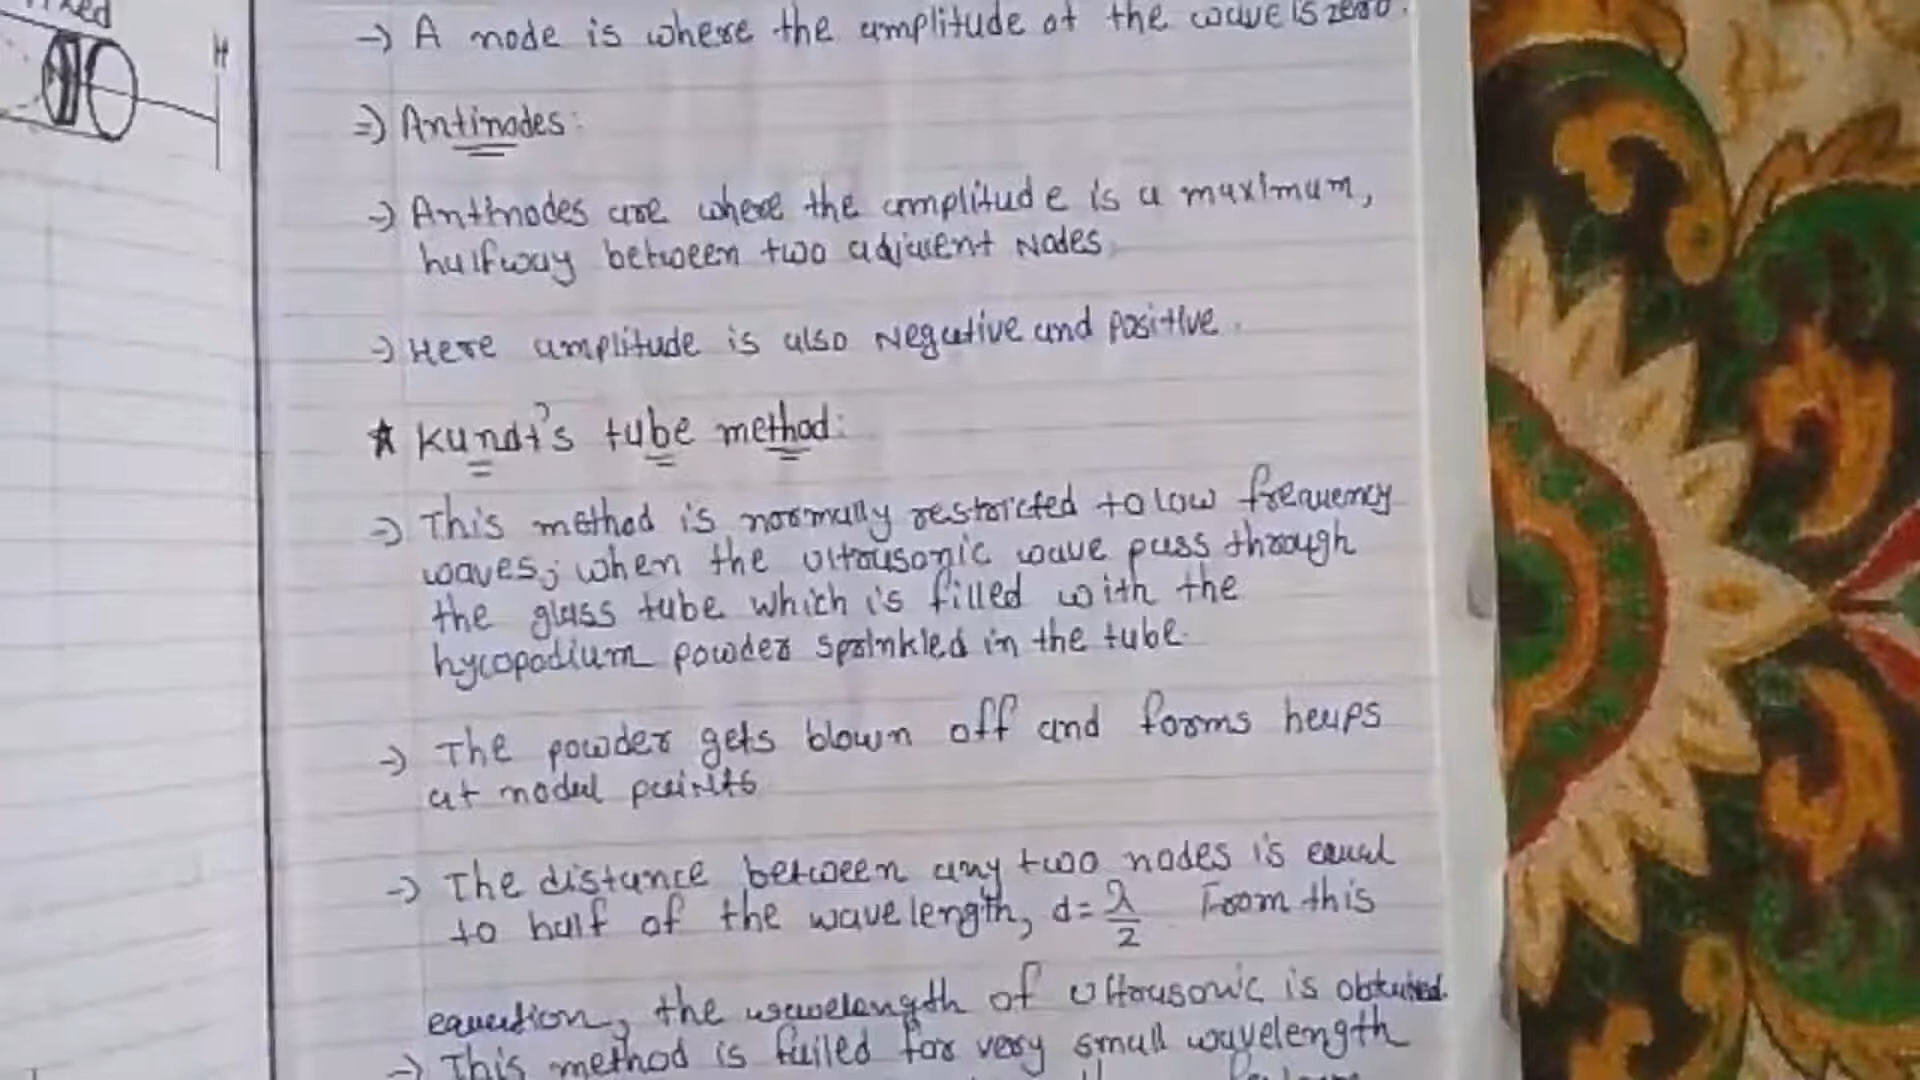 -> A node is where the amplitude of the wave is zero.
=> Antinodes:
-> Antinodes are where the amplitude is a maximum,
halfway between two adjacent Nodes.
-> Here amplitude is also Negative and Positive.
★ Kundt's tube method:
=> This method is normally restricted to low frequency
waves; when the ultrasonic wave pass through
the glass tube which is filled with the
hycopodium powder sprinkled in the tube.
-> The powder gets blown off and forms heaps
at nodal points
-> The distance between any two nodes is equal
to half of the wavelength, d=λ/2 From this
equation, the wavelength of ultrasonic is obtained.
-> This method is failed for very small wavelength